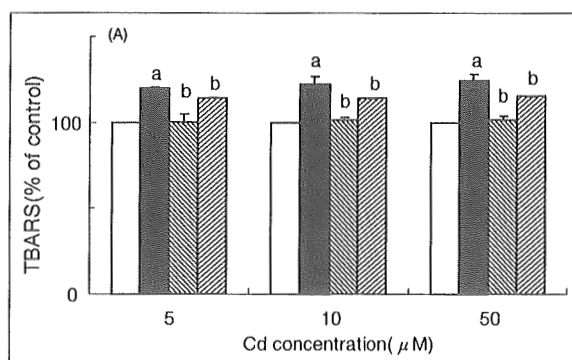 (A)
a
b
b
a
b
b
a
b
b
100
0
TBARS(% of control)
5
10
50
Cd concentration( μM)